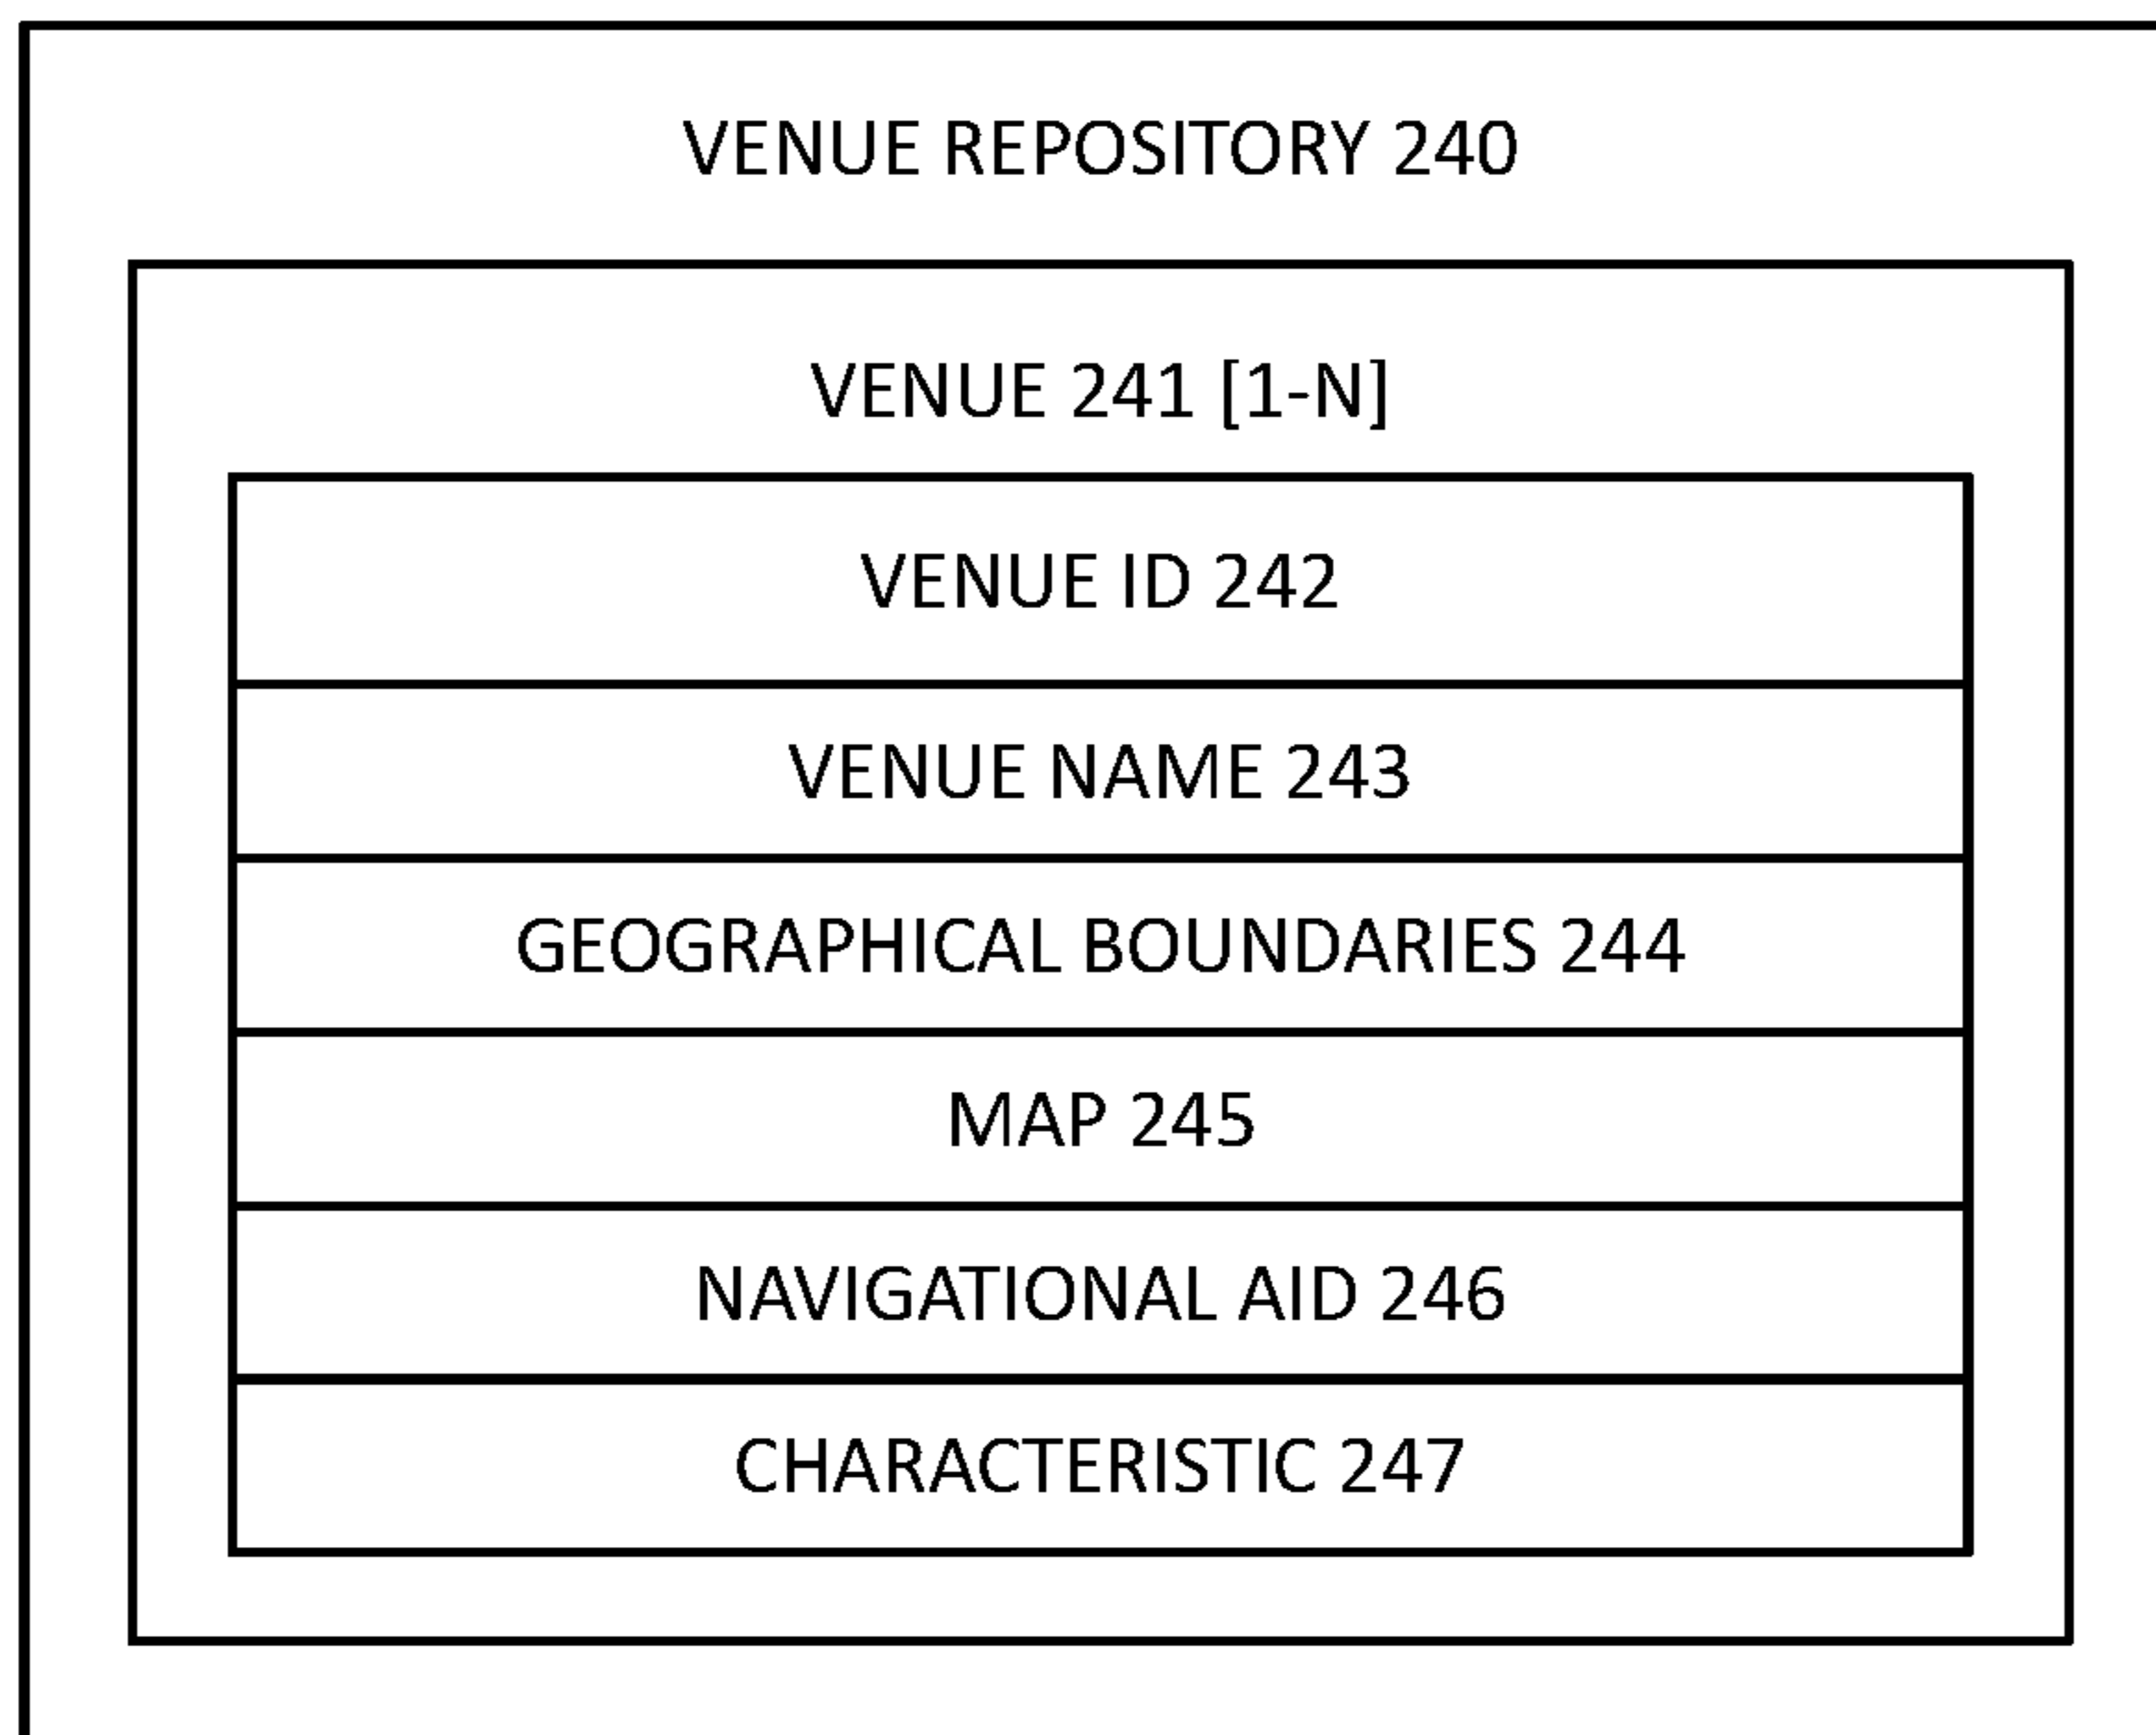 VENUE REPOSITORY 240
VENUE 241 [1-N]
VENUE ID 242
VENUE NAME 243
GEOGRAPHICAL BOUNDARIES 244
MAP 245
NAVIGATIONAL AID 246
CHARACTERISTIC 247